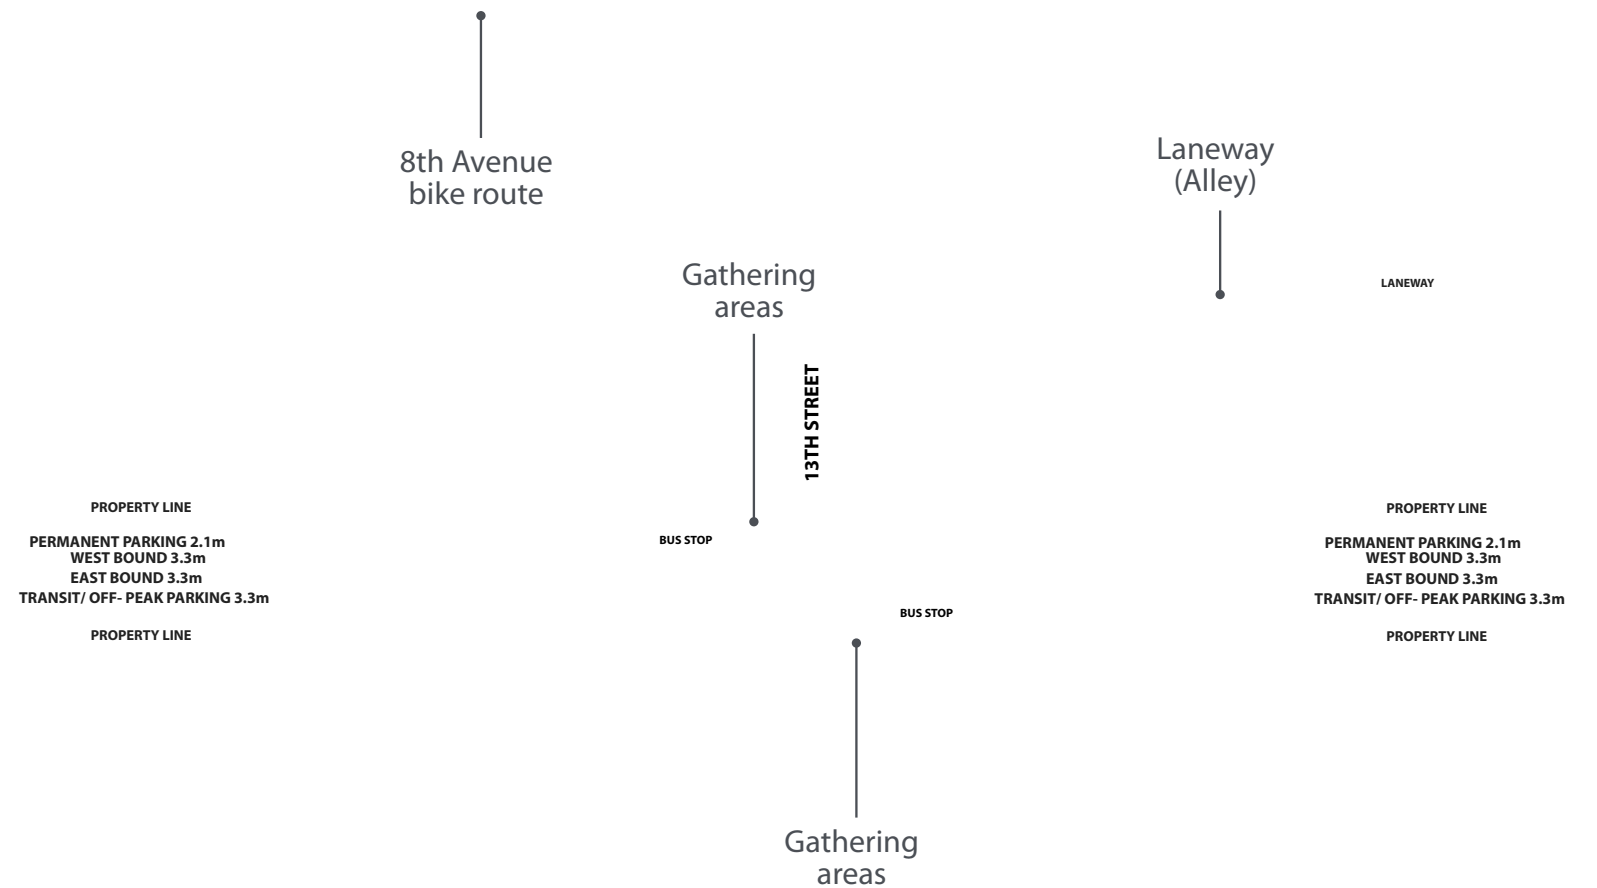 8th Avenue
bike route
Laneway
(Alley)
Gathering
areas
LANEWAY
13TH STREET
PROPERTY LINE
PERMANENT PARKING 2.1m
WEST BOUND 3.3m
EAST BOUND 3.3m
TRANSIT/ OFF- PEAK PARKING 3.3m
PROPERTY LINE
BUS STOP
BUS STOP
PROPERTY LINE
PERMANENT PARKING 2.1m
WEST BOUND 3.3m
EAST BOUND 3.3m
TRANSIT/ OFF- PEAK PARKING 3.3m
PROPERTY LINE
Gathering
areas